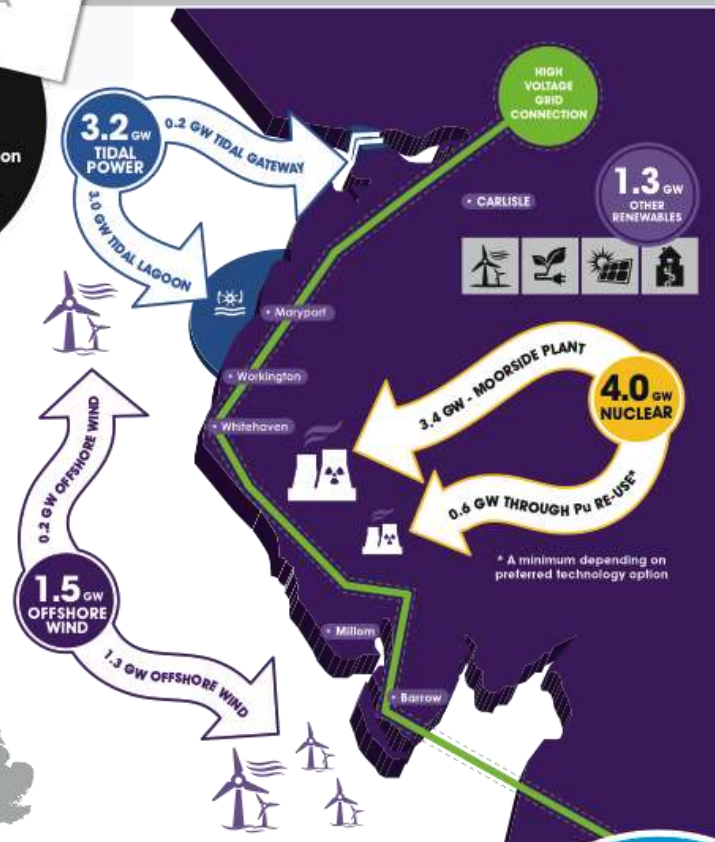 A
on
HIGH
VOLTAGE
GRID
CONNECTION
3.2 GW
TIDAL
POWER
0.2 GW TIDAL GATEWAY
3.0 GW TIDAL LAGOON
• CARLISLE
1.3 GW
OTHER
RENEWABLES
• Maryport
• Workington
• Whitehaven
3.4 GW - MOORSIDE PLANT
4.0 GW
NUCLEAR
0.6 GW THROUGH Pu RE-USE*
* A minimum depending on
preferred technology option
0.2 GW OFFSHORE WIND
1.5 GW
OFFSHORE
WIND
1.3 GW OFFSHORE WIND
• Millom
• Barrow